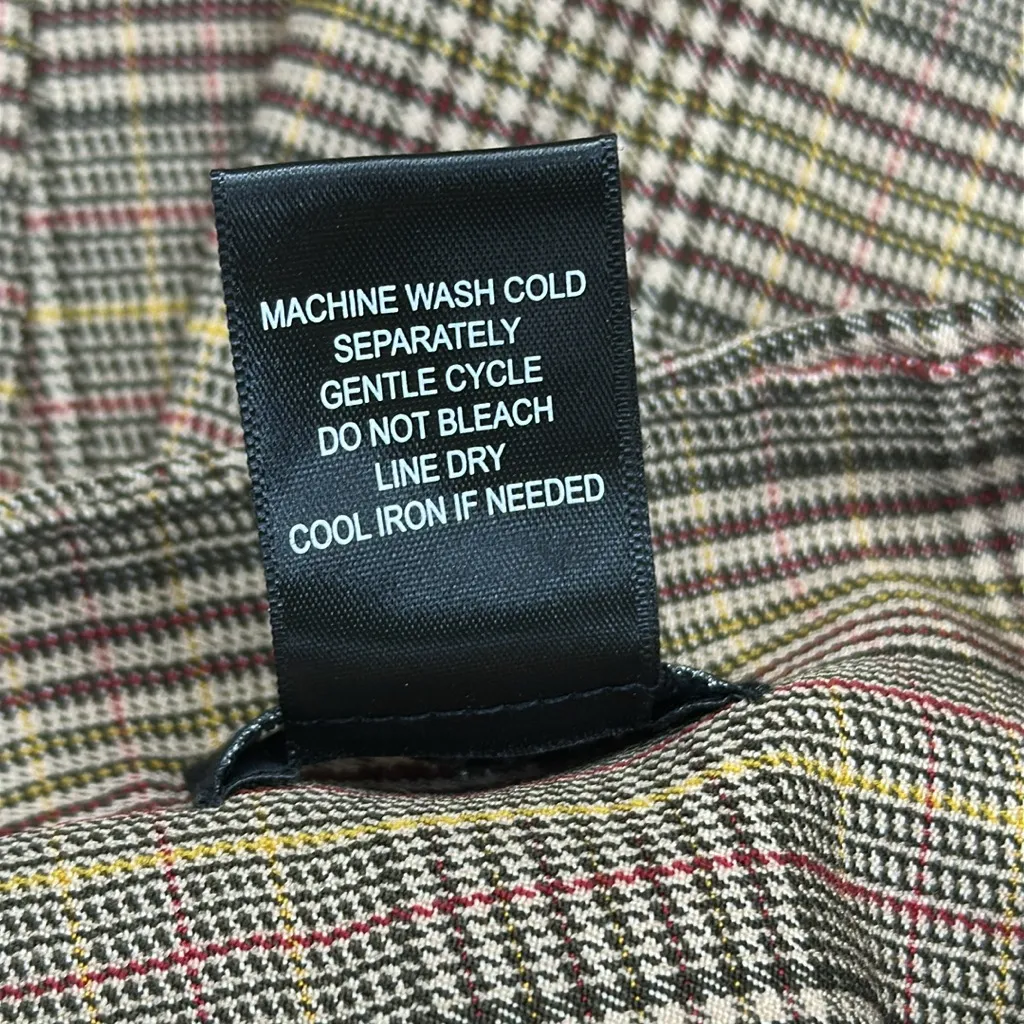 MACHINE WASH COLD
SEPARATELY
GENTLE CYCLE
DO NOT BLEACH
LINE DRY
COOL IRON IF NEEDED